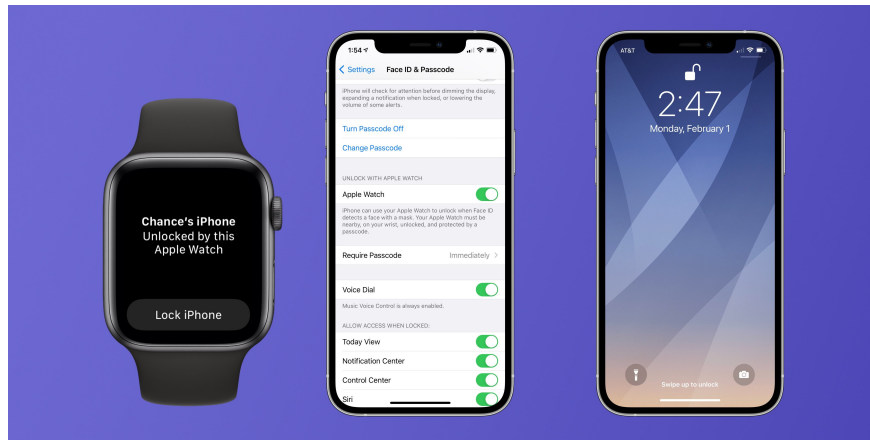 Chance's iPhone
Unlocked by this
Apple Watch
Lock iPhone
1:54
Settings
Face ID & Passcode
iPhone will check for attention before dimming the display,
expanding a notification when locked, or lowering the
volume of some alerts.
Turn Passcode Off
Change Passcode
UNLOCK WITH APPLE WATCH
Apple Watch
iPhone can use your Apple Watch to unlock when Face ID
detects a face with a mask. Your Apple Watch must be
nearby, on your wrist, unlocked, and protected by a
passcode.
Require Passcode Immediately
Voice Dial
Music Voice Control is always enabled.
ALLOW ACCESS WHEN LOCKED:
Today View
Notification Center
Control Center
Siri
AT&T
2:47
Monday, February 1
Swipe up to unlock